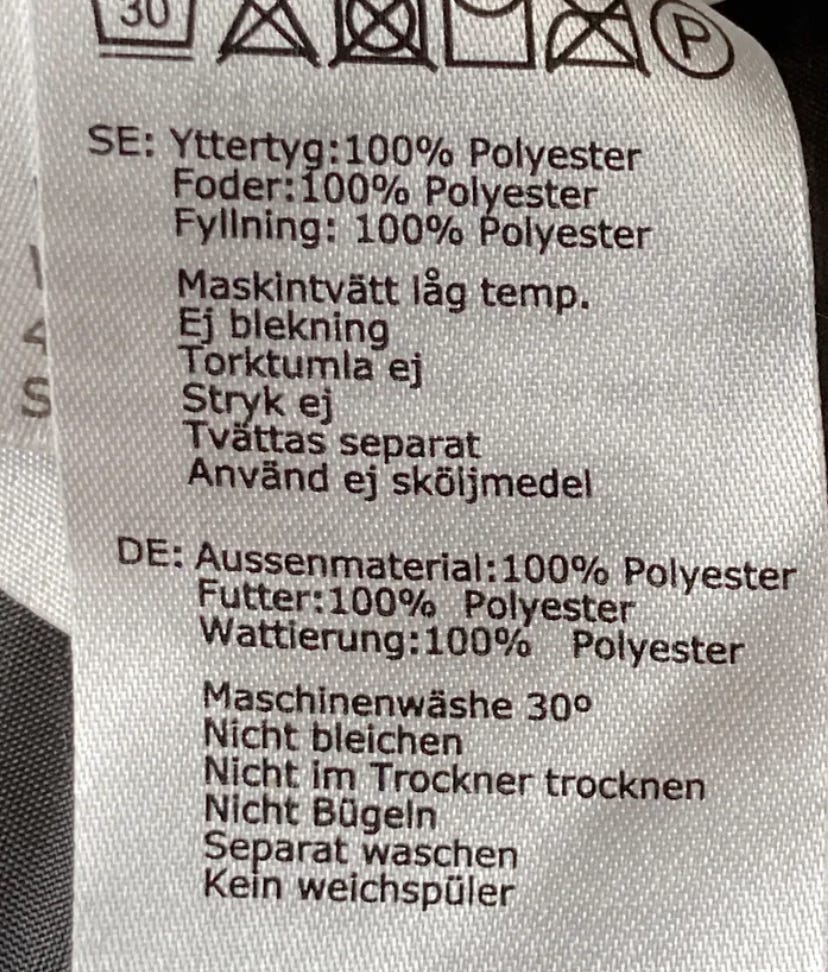 30
P
SE: Yttertyg:100% Polyester
Foder:100% Polyester
Fyllning: 100% Polyester
Maskintvätt låg temp.
Ej blekning
Torktumla ej
Stryk ej
Tvättas separat
Använd ej sköljmedel
DE: Aussenmaterial:100% Polyester
Futter:100% Polyester
Wattierung:100% Polyester
Maschinenwäshe 30º
Nicht bleichen
Nicht im Trockner trocknen
Nicht Bügeln
Separat waschen
Kein weichspüler